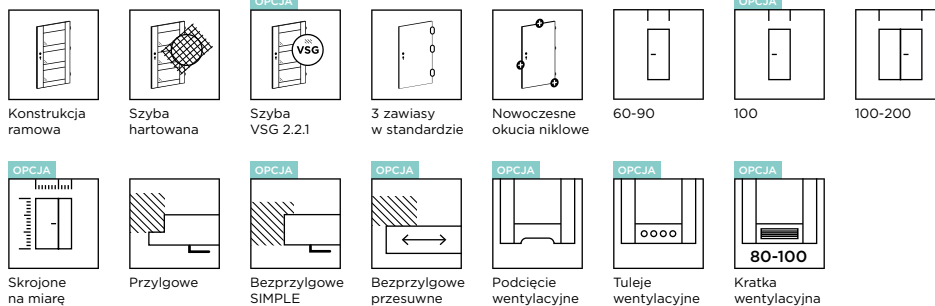 Konstrukcja
ramowa
Szyba
hartowana
OPCJA
VSG
Szyba
VSG 2.2.1
3 zawiasy
w standardzie
Nowoczesne
okucia niklowe
60-90
OPCJA
100
100-200
OPCJA
Skrojone
na miarę
Przylgowe
OPCJA
Bezprzylgowe
SIMPLE
OPCJA
Bezprzylgowe
przesuwne
OPCJA
Podcięcie
wentylacyjne
OPCJA
Tuleje
wentylacyjne
OPCJA
80-100
Kratka
wentylacyjna